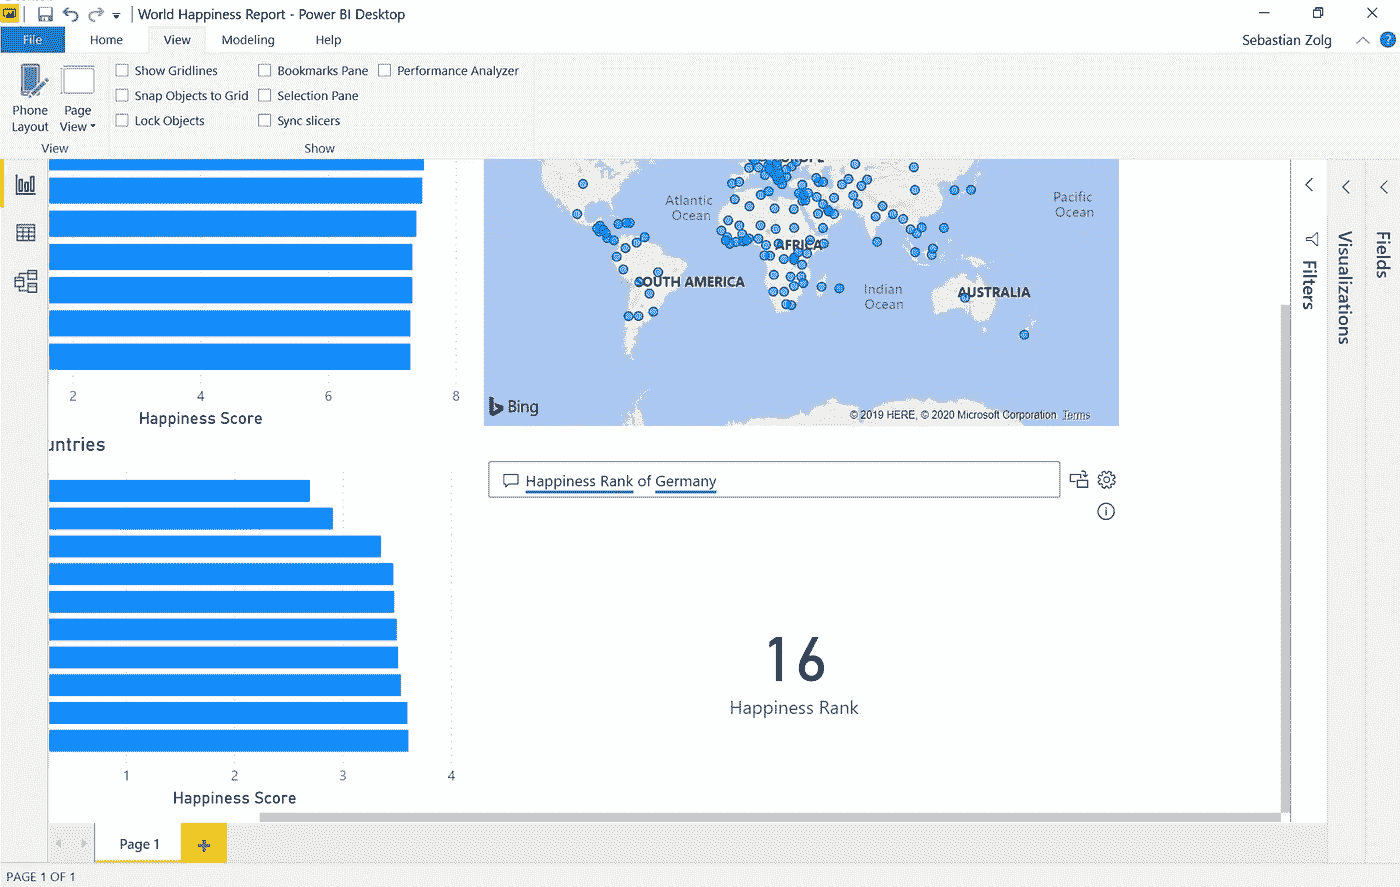 World Happiness Report - Power BI Desktop
File Home View Modeling Help
Sebastian Zolg
?
Show Gridlines
Snap Objects to Grid
Lock Objects
Bookmarks Pane
Selection Pane
Sync slicers
Performance Analyzer
Phone Layout
Page View
View
Show
2 4 6 8
Happiness Score
untries
1 2 3 4
Happiness Score
Atlantic
Ocean
Pacific
Ocean
AFRICA
OUTH AMERICA
Indian
Ocean
AUSTRALIA
Bing
© 2019 HERE, © 2020 Microsoft Corporation Terms
Happiness Rank of Germany
16
Happiness Rank
Filters
Visualizations
Fields
Page 1
PAGE 1 OF 1